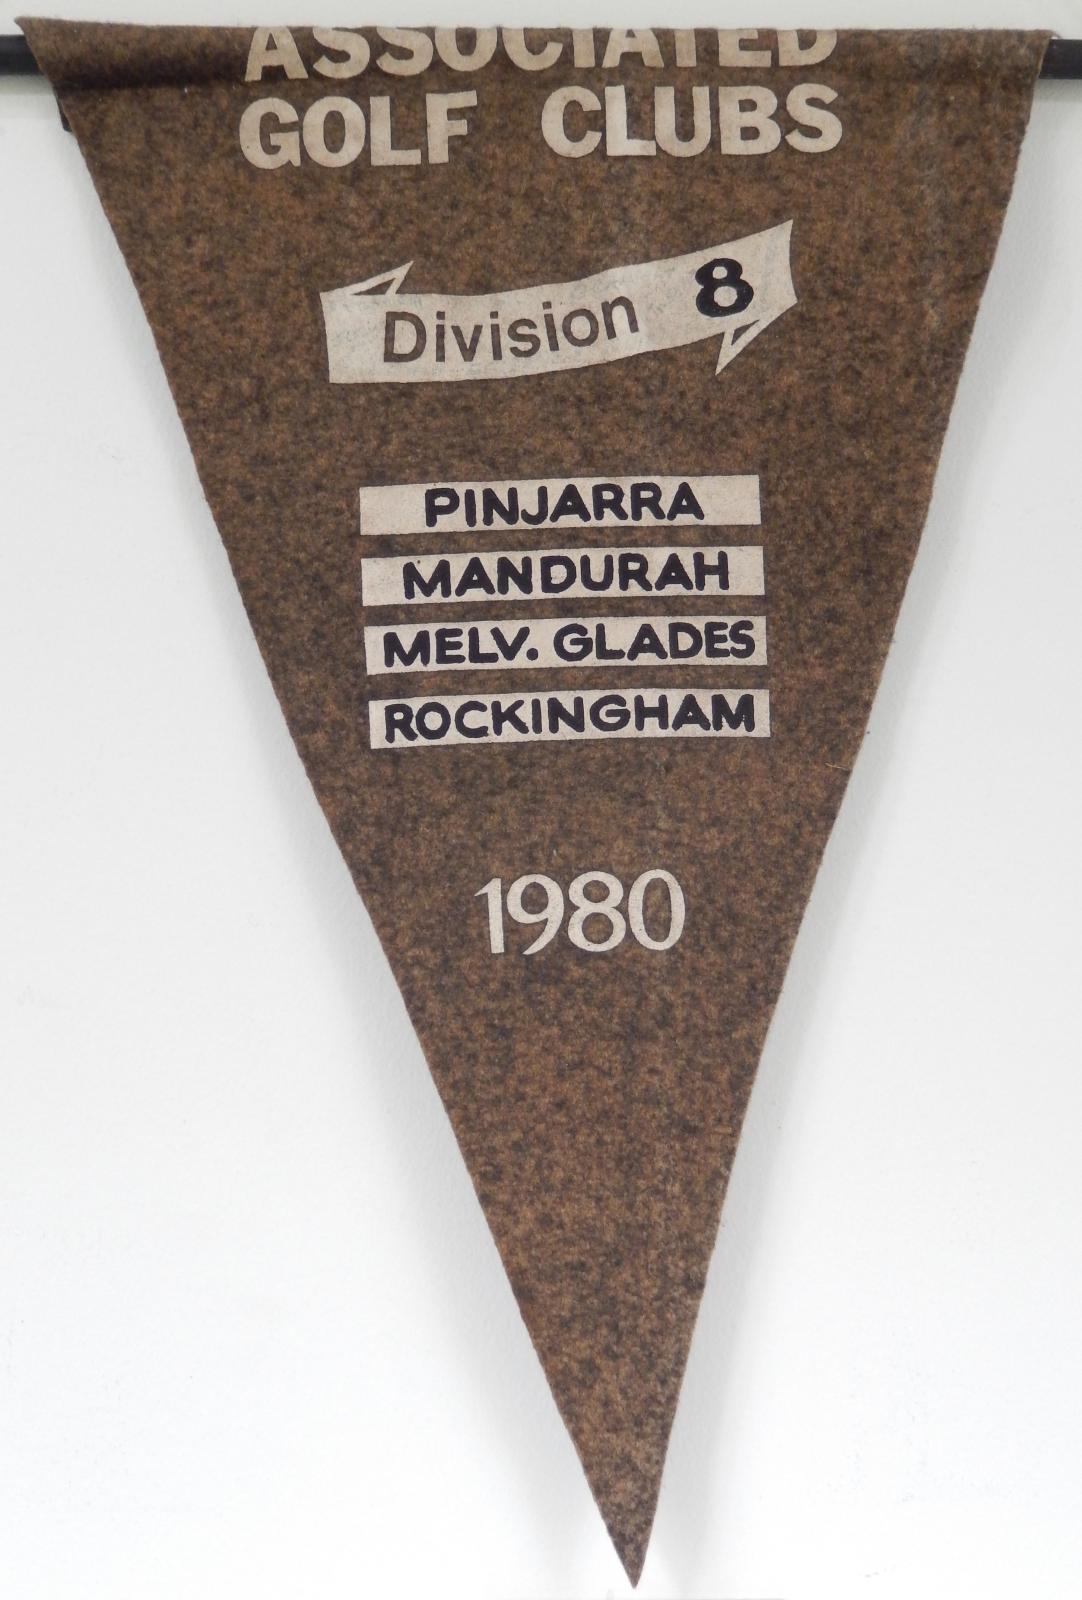 ASSOCIATED
GOLF CLUBS
Division 8
PINJARRA
MANDURAH
MELV. GLADES
ROCKINGHAM
1980